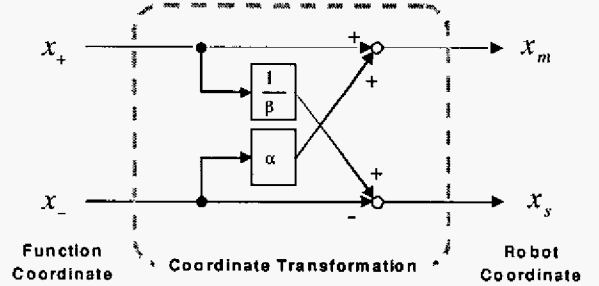 x+
+
xm
+
1
β
α
+
x-
-
xs
Function
Coordinate
Coordinate Transformation
Robot
Coordinate